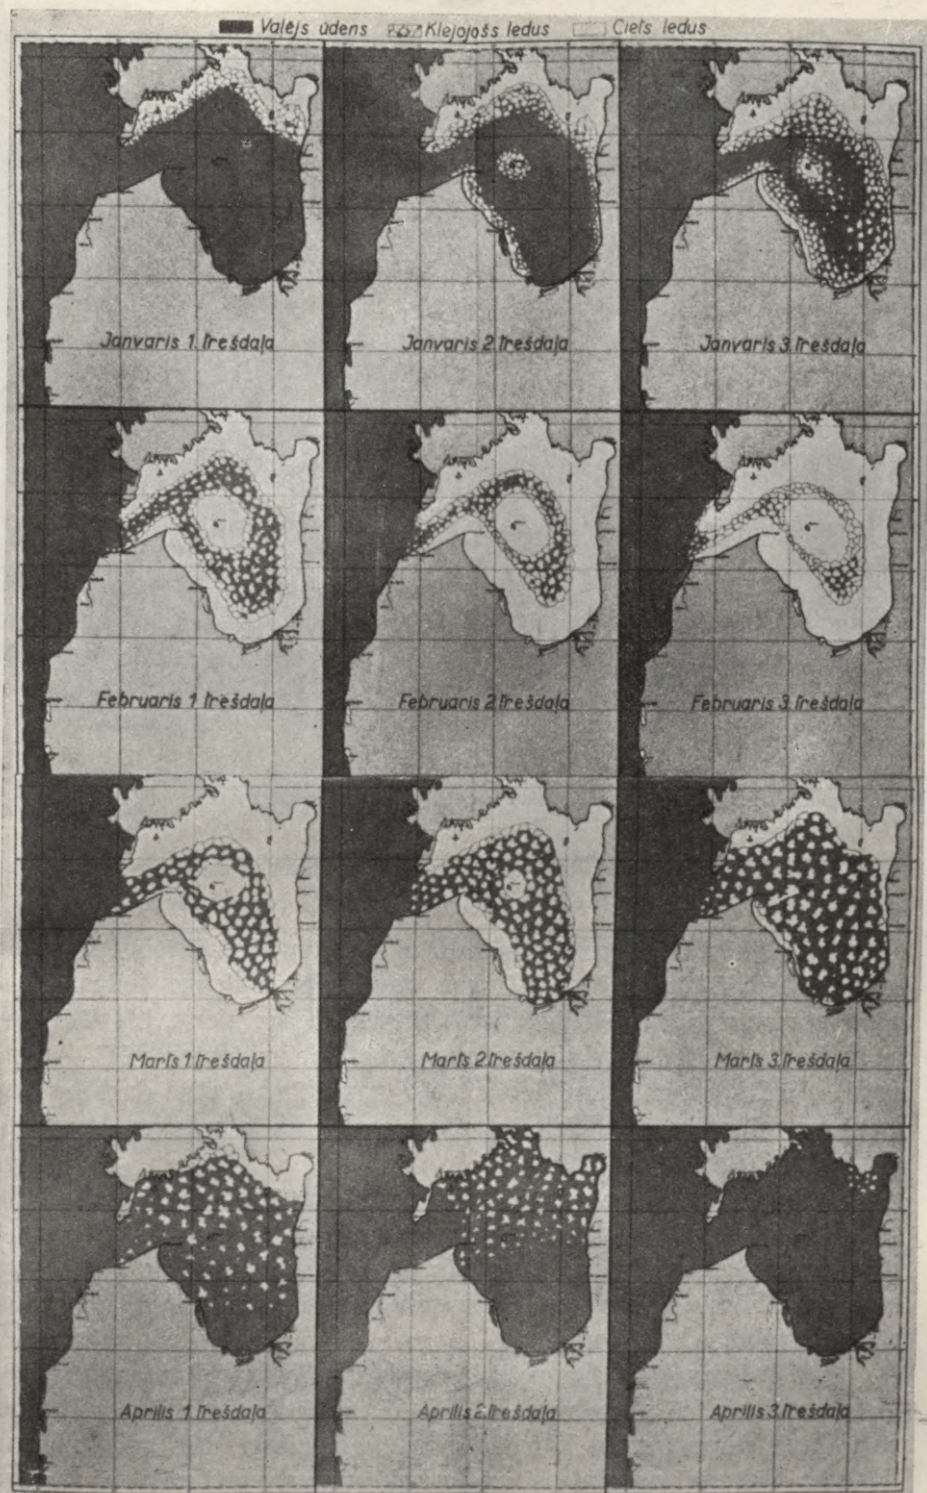 Valējs ūdens Klejojošs ledus Ciets ledus
Janvaris 1. trešdaļa Janvaris 2. trešdaļa Janvaris 3. trešdaļa
Februaris 1. trešdaļa Februaris 2. trešdaļa Februaris 3. trešdaļa
Marts 1. trešdaļa Marts 2. trešdaļa Marts 3. trešdaļa
Aprilis 1. trešdaļa Aprilis 2. trešdaļa Aprilis 3. trešdaļa